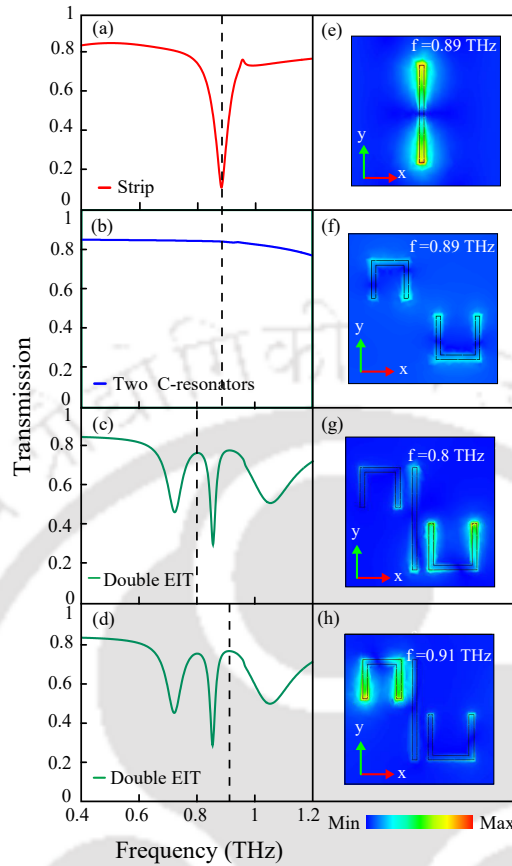 (a)
1
0.8
0.6
0.4
0.2
0
Strip
(e)
f =0.89 THz
y
x
(b)
1
0.8
0.6
0.4
0.2
0
Two C-resonators
(f)
f =0.89 THz
y
x
Transmission
(c)
1
0.8
0.6
0.4
0.2
0
Double EIT
(g)
f =0.8 THz
y
x
(d)
1
0.8
0.6
0.4
0.2
0
Double EIT
(h)
f =0.91 THz
y
x
0.4 0.6 0.8 1 1.2
Frequency (THz)
Min Max